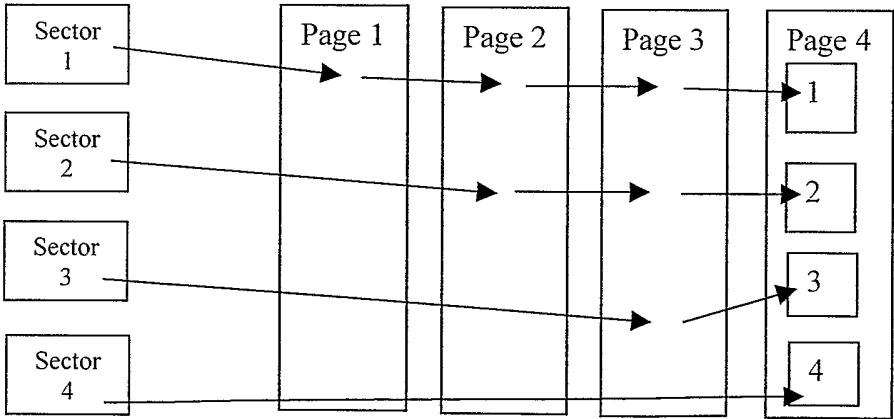 Sector
1
Page 1
Page 2
Page 3
Page 4
1
Sector
2
2
Sector
3
3
Sector
4
4